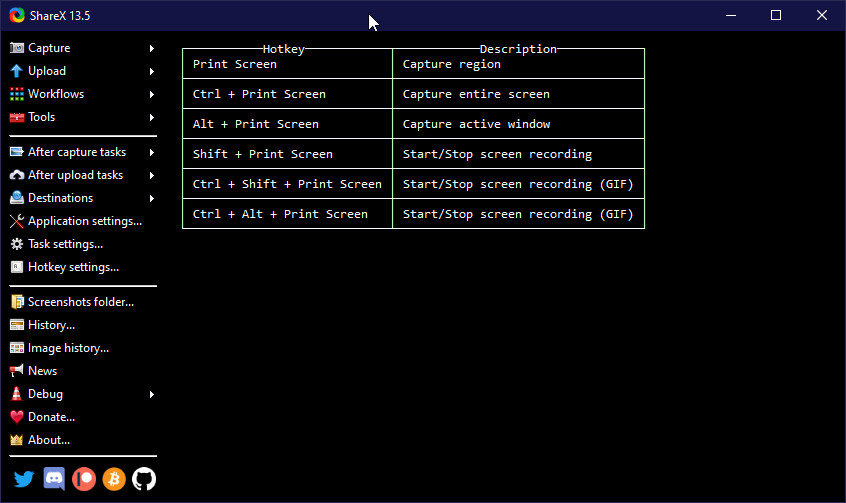 ShareX 13.5
Capture
Upload
Workflows
Tools
After capture tasks
After upload tasks
Destinations
Application settings...
Task settings...
Hotkey settings...
Screenshots folder...
History...
Image history...
News
Debug
Donate...
About...
Hotkey Description
Print Screen Capture region
Ctrl + Print Screen Capture entire screen
Alt + Print Screen Capture active window
Shift + Print Screen Start/Stop screen recording
Ctrl + Shift + Print Screen Start/Stop screen recording (GIF)
Ctrl + Alt + Print Screen Start/Stop screen recording (GIF)